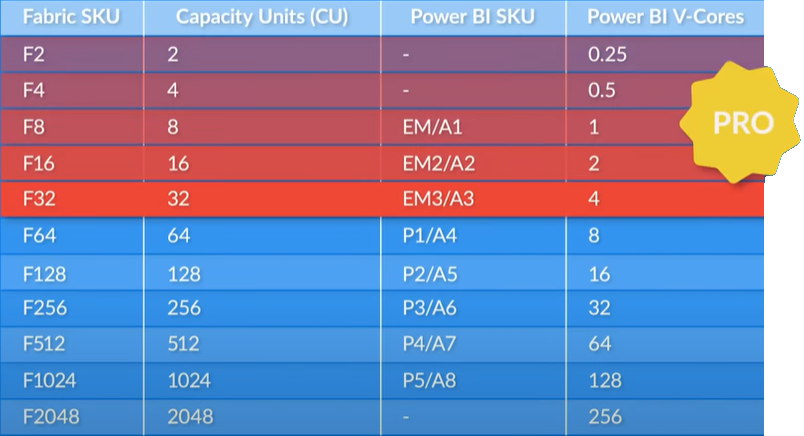 Fabric SKU Capacity Units (CU) Power BI SKU Power BI V-Cores
F2 2 - 0.25
F4 4 - 0.5
F8 8 EM/A1 1
PRO
F16 16 EM2/A2 2
F32 32 EM3/A3 4
F64 64 P1/A4 8
F128 128 P2/A5 16
F256 256 P3/A6 32
F512 512 P4/A7 64
F1024 1024 P5/A8 128
F2048 2048 - 256